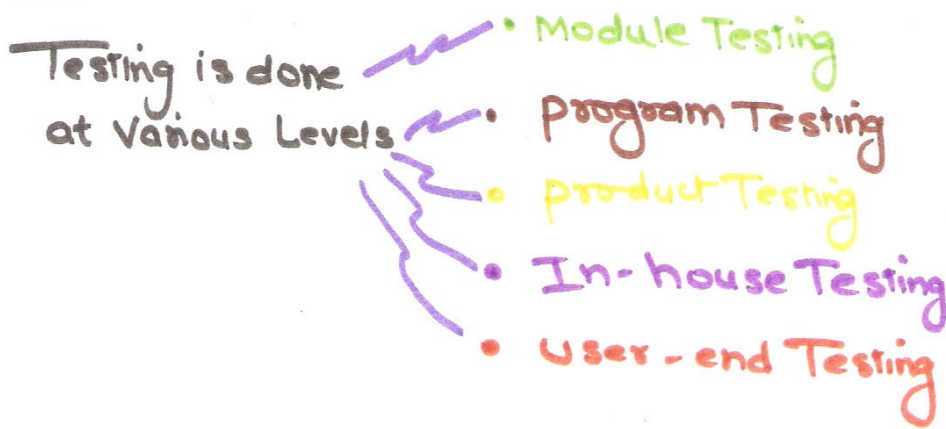 Testing is done
at Various Levels
• Module Testing
• program Testing
• product Testing
• In-house Testing
• user-end Testing